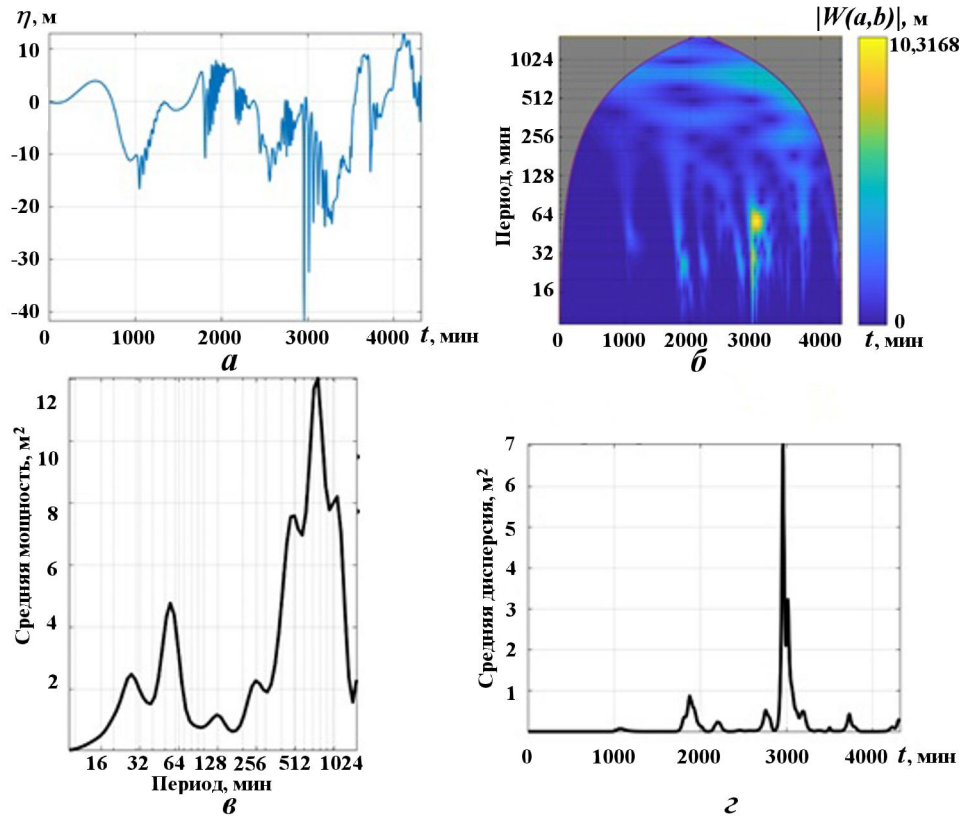 η, м
10
0
-10
-20
-30
-40
0 1000 2000 3000 4000 t, мин
а
|W(a,b)|, м
10,3168
0
Период, мин
1024
512
256
128
64
32
16
0 1000 2000 3000 4000 t, мин
б
Средняя мощность, м²
12
10
8
6
4
2
16 32 64 128 256 512 1024
Период, мин
в
Средняя дисперсия, м²
7
6
5
4
3
2
1
0 1000 2000 3000 4000 t, мин
г